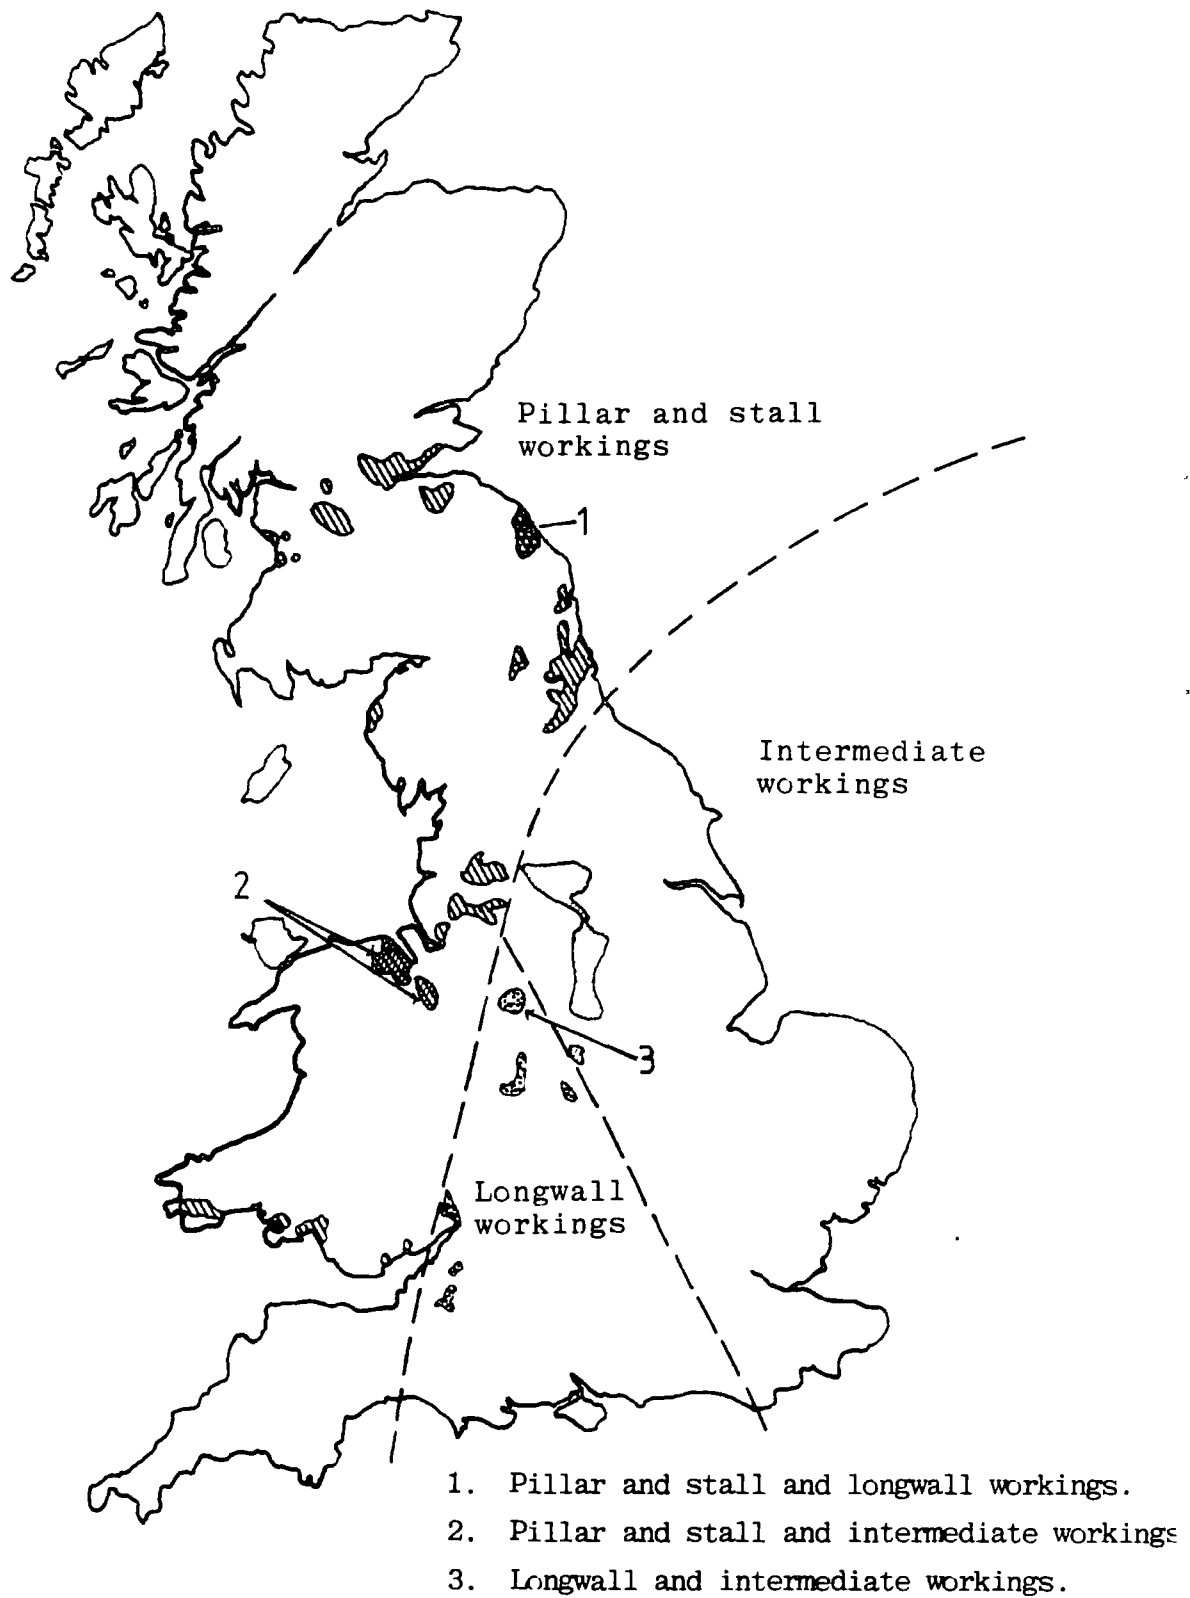 Pillar and stall
workings
1
Intermediate
workings
2
3
Longwall
workings
1. Pillar and stall and longwall workings.
2. Pillar and stall and intermediate workings
3. Longwall and intermediate workings.